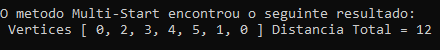 O metodo Multi-Start encontrou o seguinte resultado:
Vertices [ 0, 2, 3, 4, 5, 1, 0 ] Distancia Total = 12